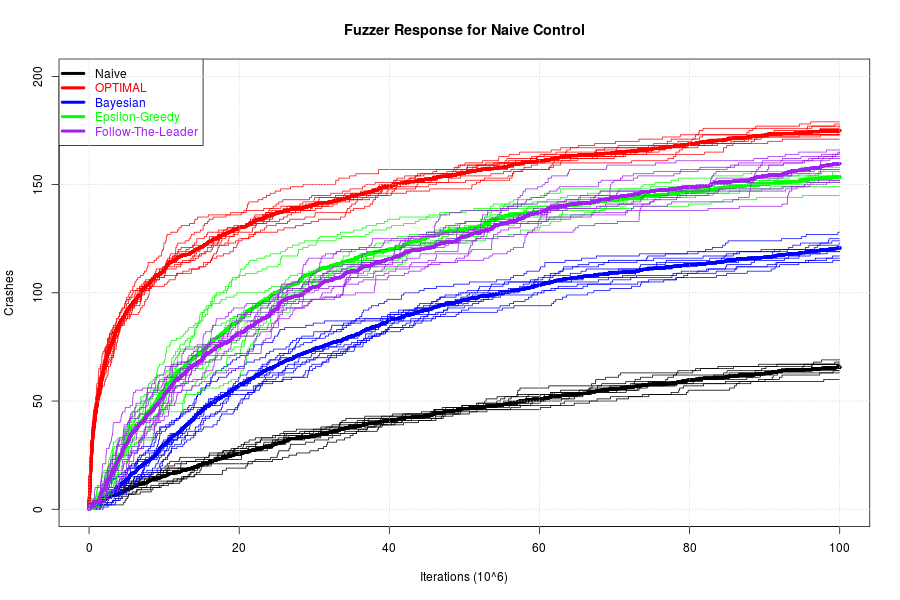 Fuzzer Response for Naive Control
Naive
OPTIMAL
Bayesian
Epsilon-Greedy
Follow-The-Leader
200
150
100
50
0
Crashes
0 20 40 60 80 100
Iterations (10^6)